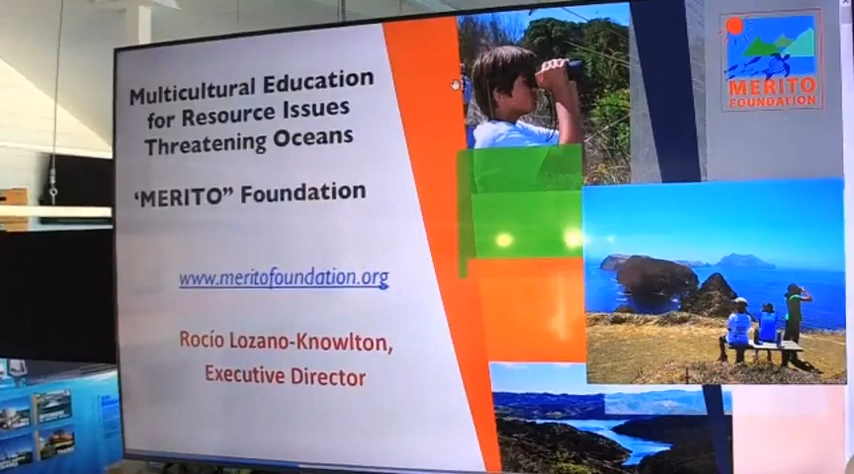 Multicultural Education
for Resource Issues
Threatening Oceans
'MERITO” Foundation
www.meritofoundation.org
Rocío Lozano-Knowlton,
Executive Director
MERITO
FOUNDATION